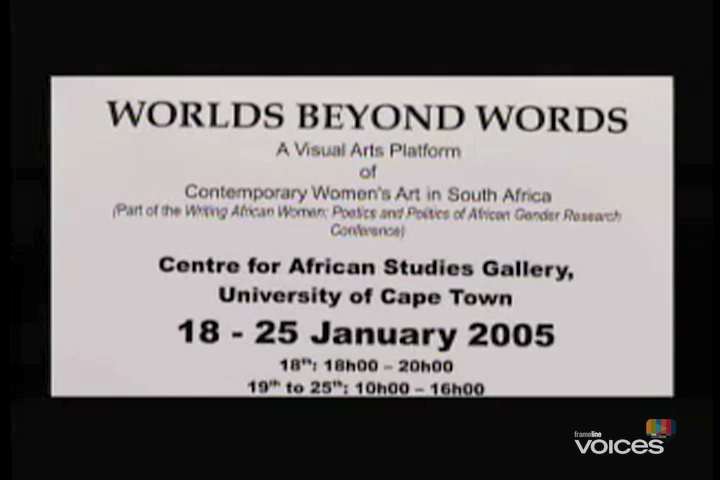 WORLDS BEYOND WORDS
A Visual Arts Platform
of
Contemporary Women's Art in South Africa
(Part of the Writing African Women: Poetics and Politics of African Gender Research
Conference)
Centre for African Studies Gallery,
University of Cape Town
18 - 25 January 2005
18th: 18h00 – 20h00
19th to 25th: 10h00 – 16h00
frameline
VOICES